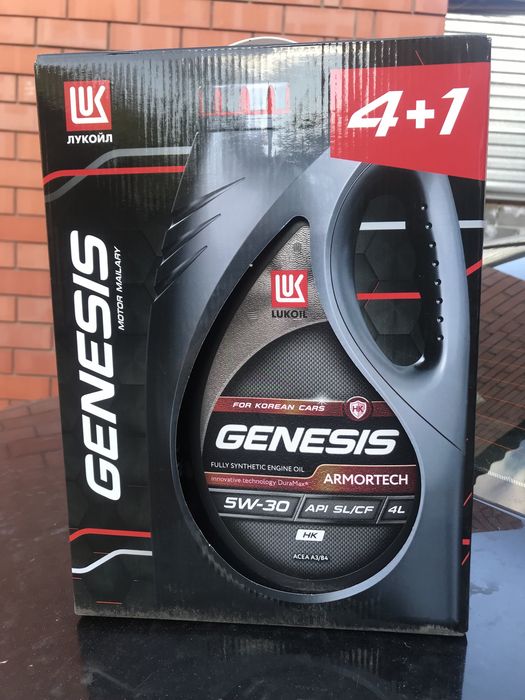 LUK
ЛУКОЙЛ
4+1
GENESIS
MOTOR MAILARY
LUK
LUKOIL
FOR KOREAN CARS
HK
GENESIS
FULLY SYNTHETIC ENGINE OIL
innovative technology DuraMax®
ARMORTECH
5W-30
API SL/CF
4L
HK
ACEA A3/B4